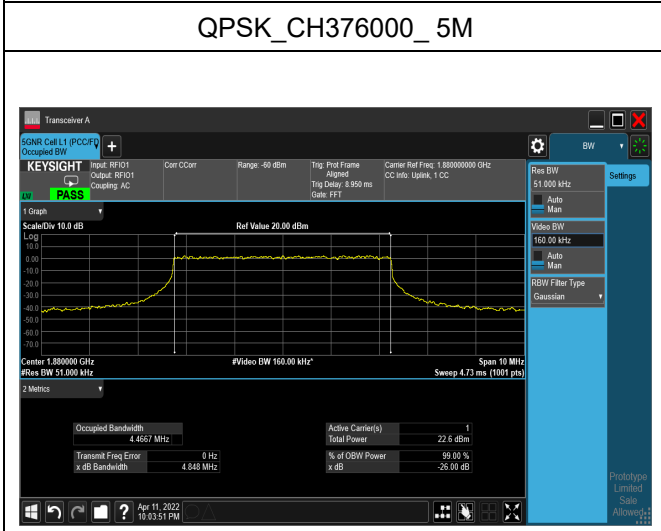 QPSK_CH376000_ 5M
Transceiver A
5GNR Cell L1 (PCC/FD
Occupied BW
+
BW
KEYSIGHT
Input: RFIO1
Output: RFIO1
Coupling: AC
Corr CCorr
Range: -60 dBm
Trig: Prot Frame
Aligned
Trig Delay: 8.950 ms
Gate: FFT
Carrier Ref Freq: 1.880000000 GHz
CC Info: Uplink, 1 CC
PASS
Res BW
51.000 kHz
Auto
Man
Settings
Video BW
160.00 kHz
Auto
Man
RBW Filter Type
Gaussian
1 Graph
Scale/Div 10.0 dB
Ref Value 20.00 dBm
Log
10.0
0.00
-10.0
-20.0
-30.0
-40.0
-50.0
-60.0
-70.0
Center 1.880000 GHz
#Video BW 160.00 kHz*
Span 10 MHz
#Res BW 51.000 kHz
Sweep 4.73 ms (1001 pts)
2 Metrics
Occupied Bandwidth
4.4667 MHz
Active Carrier(s) 1
Total Power 22.6 dBm
Transmit Freq Error 0 Hz
x dB Bandwidth 4.848 MHz
% of OBW Power 99.00 %
x dB -26.00 dB
Prototype
Limited
Sale
Allowed
?
Apr 11, 2022
10:03:51 PM